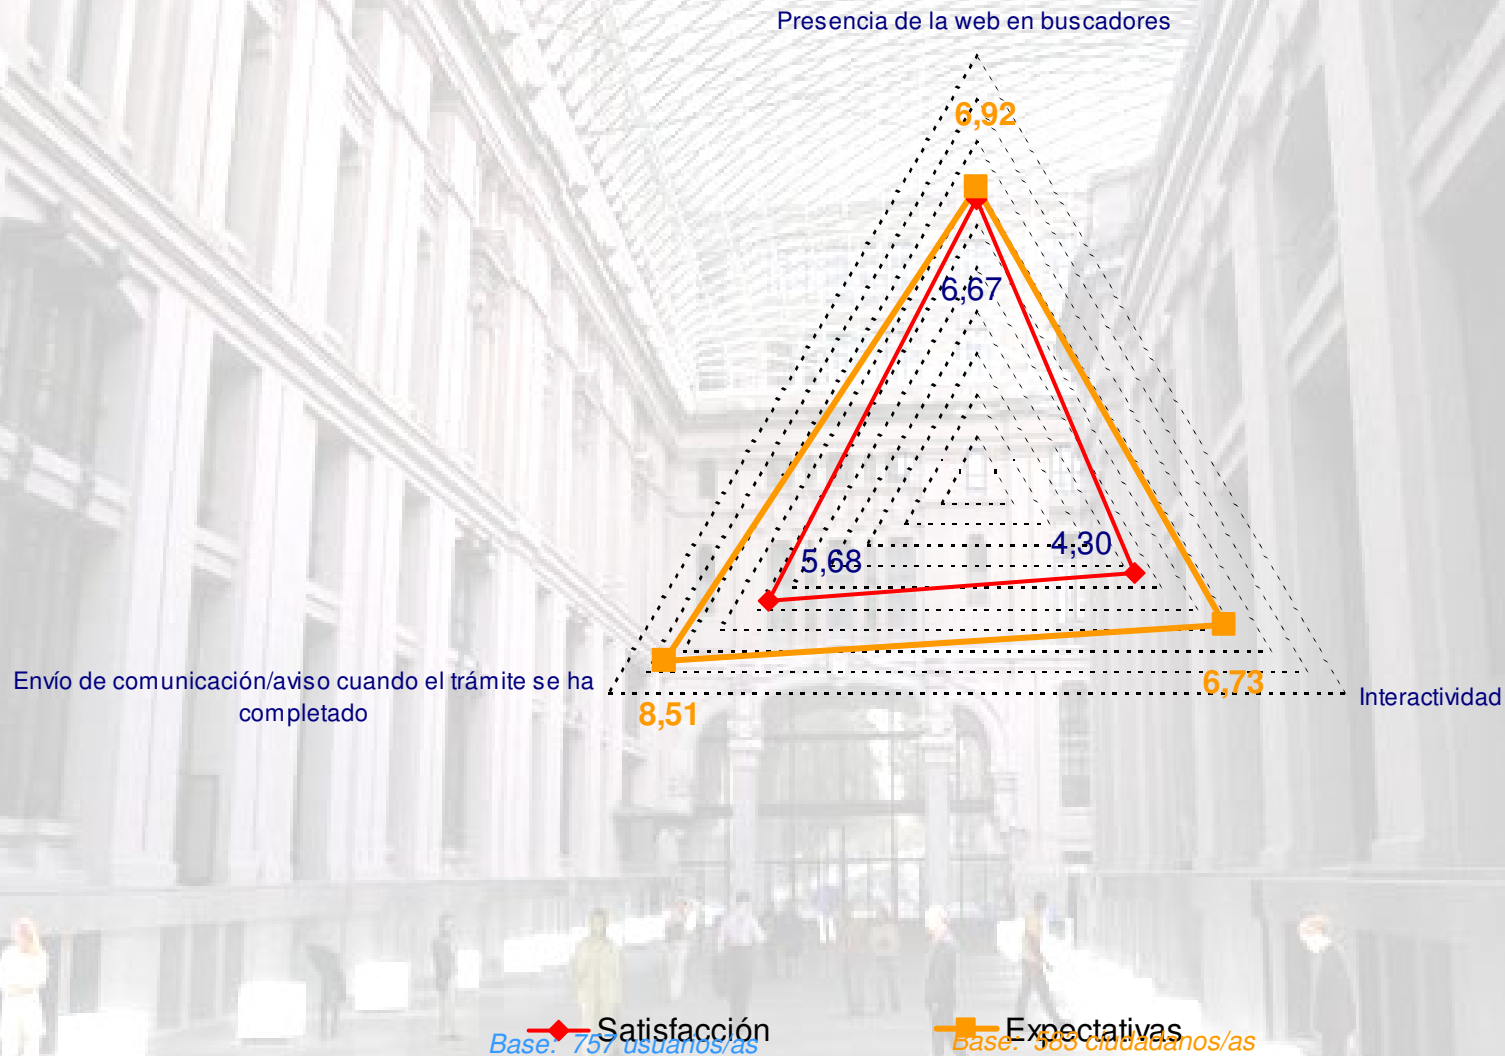 Presencia de la web en buscadores
6,92
6,67
4,30
5,68
Envío de comunicación/aviso cuando el trámite se ha
completado
8,51
6,73
Interactividad
Satisfacción
Expectativas
Base: 757 usuarios/as
Base: 583 ciudadanos/as